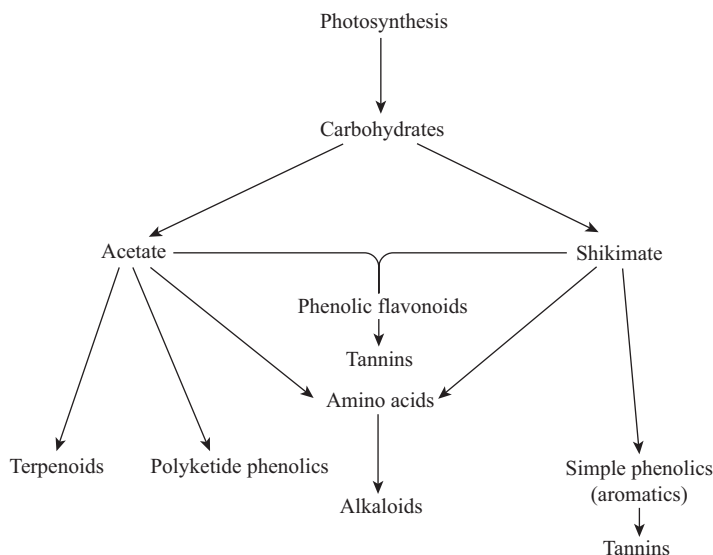 Photosynthesis
Carbohydrates
Acetate
Shikimate
Phenolic flavonoids
Tannins
Amino acids
Terpenoids
Polyketide phenolics
Simple phenolics
(aromatics)
Alkaloids
Tannins